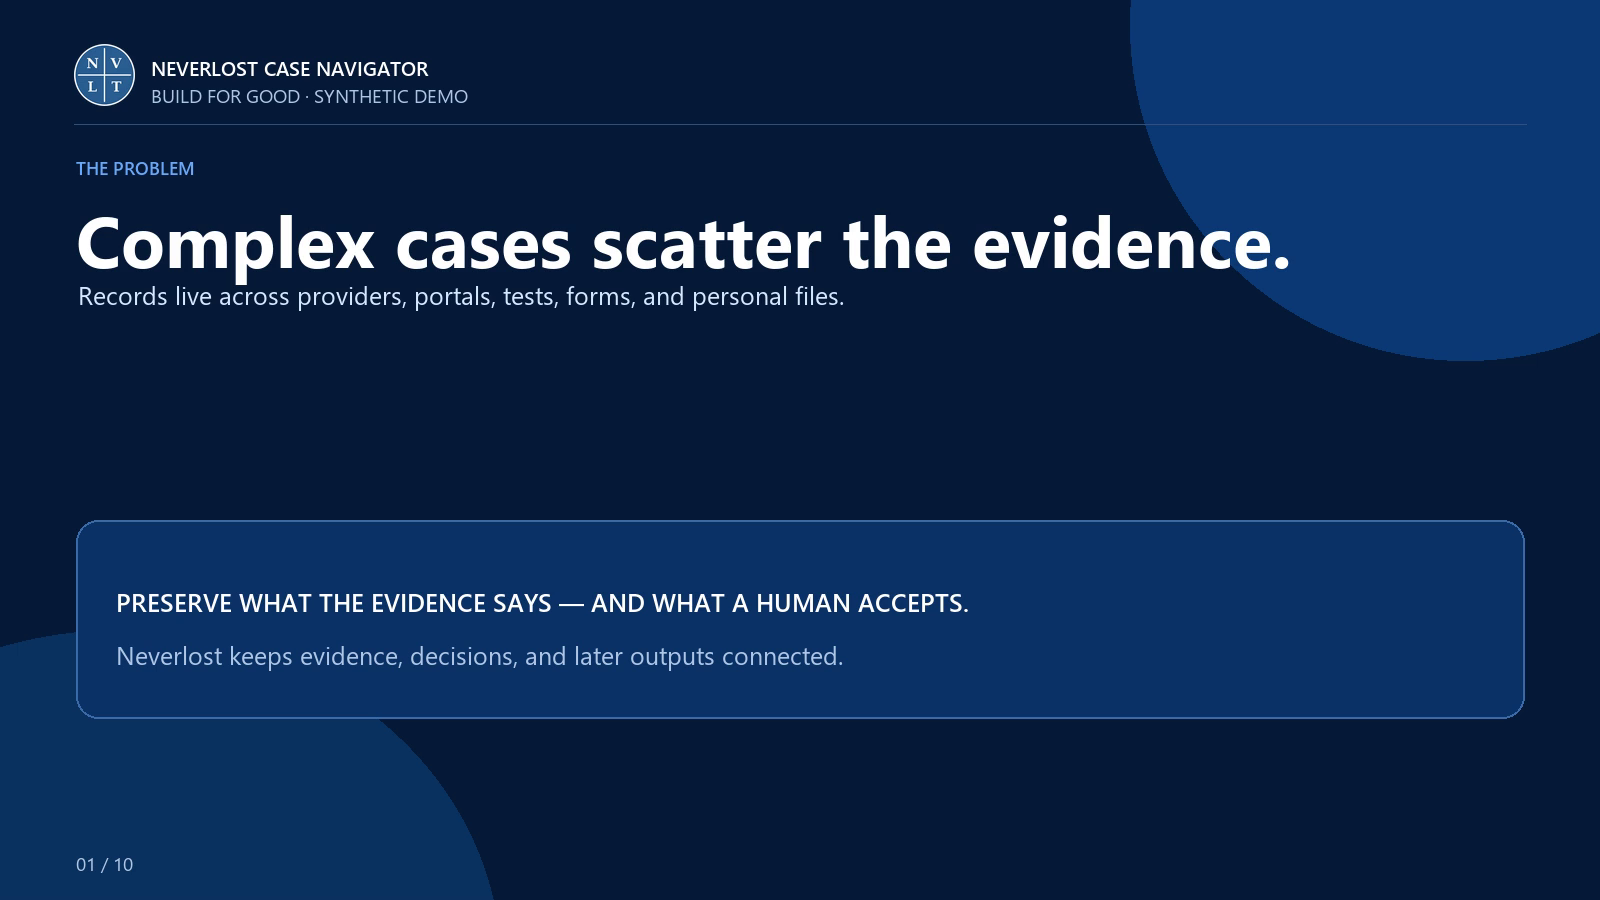 N V
L T
NEVERLOST CASE NAVIGATOR
BUILD FOR GOOD · SYNTHETIC DEMO
THE PROBLEM
Complex cases scatter the evidence.
Records live across providers, portals, tests, forms, and personal files.
PRESERVE WHAT THE EVIDENCE SAYS — AND WHAT A HUMAN ACCEPTS.
Neverlost keeps evidence, decisions, and later outputs connected.
01 / 10